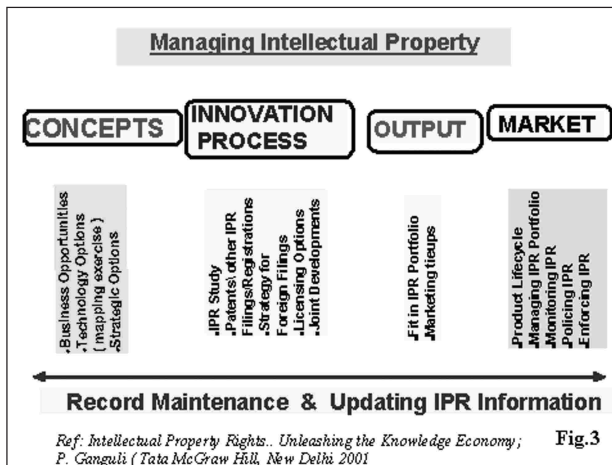 Managing Intellectual Property
CONCEPTS
INNOVATION
PROCESS
OUTPUT
MARKET
.Business Opportunities
.Technology Options
( mapping exercise )
.Strategic Options
.IPR Study
.Patents\ other IPR
Filings/Registrations
.Strategy for
Foreign Filings
.Licensing Options
.Joint Developments
.Fit in IPR Portfolio
.Marketing tieups
.Product Lifecycle
.Managing IPR Portfolio
.Monitoring IPR
.Policing IPR
.Enforcing IPR
Record Maintenance & Updating IPR Information
Ref: Intellectual Property Rights.. Unleashing the Knowledge Economy;
P. Ganguli ( Tata McGraw Hill, New Delhi 2001
Fig.3